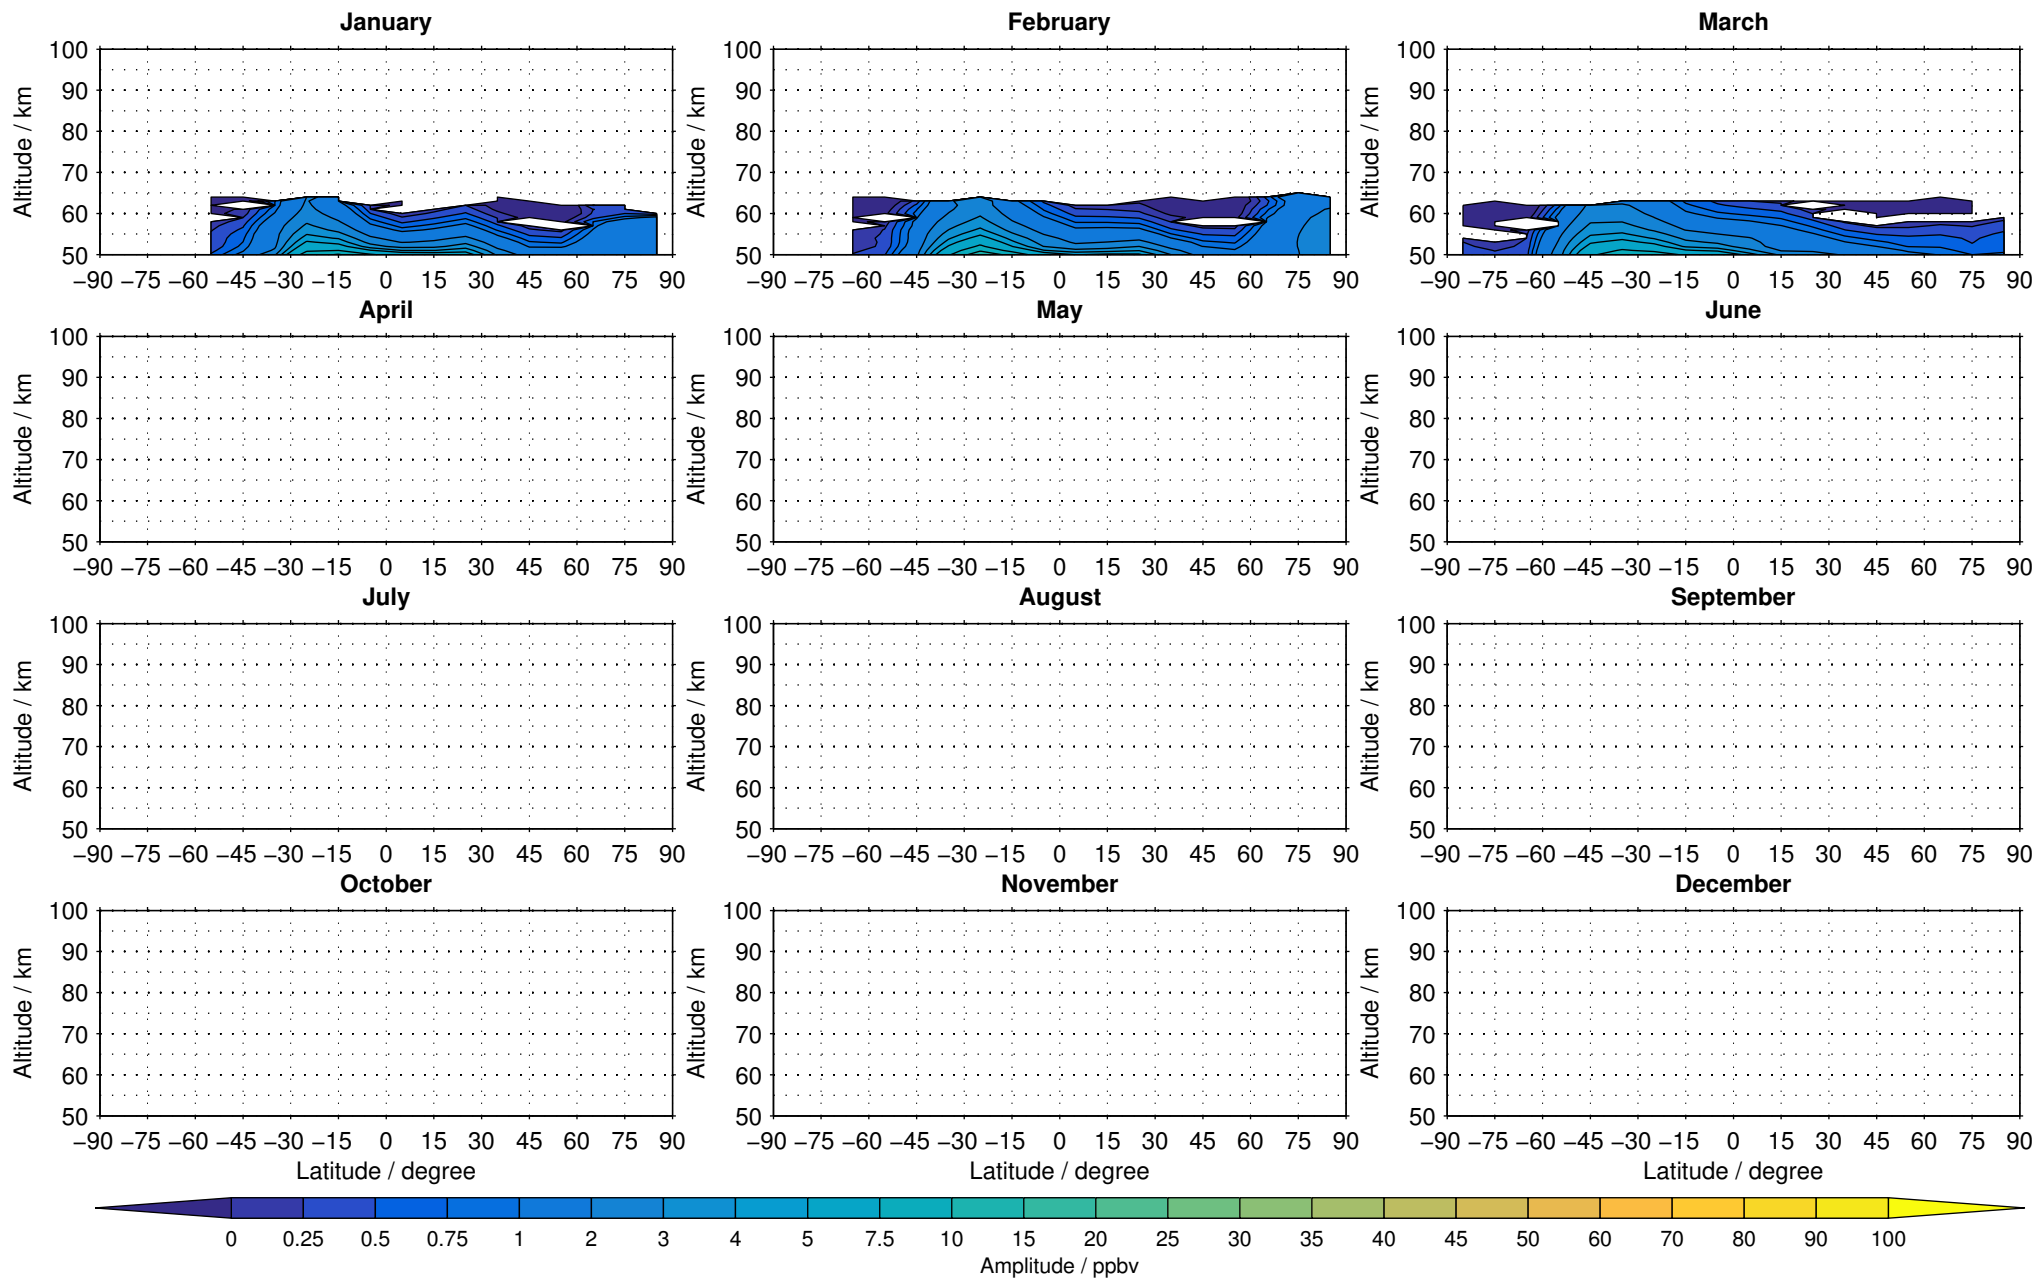 January February March
100 100 100
90 90 90
80 80 80
70 70 70
60 60 60
50 50 50
Altitude / km Altitude / km Altitude / km
−90 −75 −60 −45 −30 −15 0 15 30 45 60 75 90 −90 −75 −60 −45 −30 −15 0 15 30 45 60 75 90 −90 −75 −60 −45 −30 −15 0 15 30 45 60 75 90
April May June
100 100 100
90 90 90
80 80 80
70 70 70
60 60 60
50 50 50
Altitude / km Altitude / km Altitude / km
−90 −75 −60 −45 −30 −15 0 15 30 45 60 75 90 −90 −75 −60 −45 −30 −15 0 15 30 45 60 75 90 −90 −75 −60 −45 −30 −15 0 15 30 45 60 75 90
July August September
100 100 100
90 90 90
80 80 80
70 70 70
60 60 60
50 50 50
Altitude / km Altitude / km Altitude / km
−90 −75 −60 −45 −30 −15 0 15 30 45 60 75 90 −90 −75 −60 −45 −30 −15 0 15 30 45 60 75 90 −90 −75 −60 −45 −30 −15 0 15 30 45 60 75 90
October November December
100 100 100
90 90 90
80 80 80
70 70 70
60 60 60
50 50 50
Altitude / km Altitude / km Altitude / km
−90 −75 −60 −45 −30 −15 0 15 30 45 60 75 90 −90 −75 −60 −45 −30 −15 0 15 30 45 60 75 90 −90 −75 −60 −45 −30 −15 0 15 30 45 60 75 90
Latitude / degree Latitude / degree Latitude / degree
0 0.25 0.5 0.75 1 2 3 4 5 7.5 10 15 20 25 30 35 40 45 50 60 70 80 90 100
Amplitude / ppbv